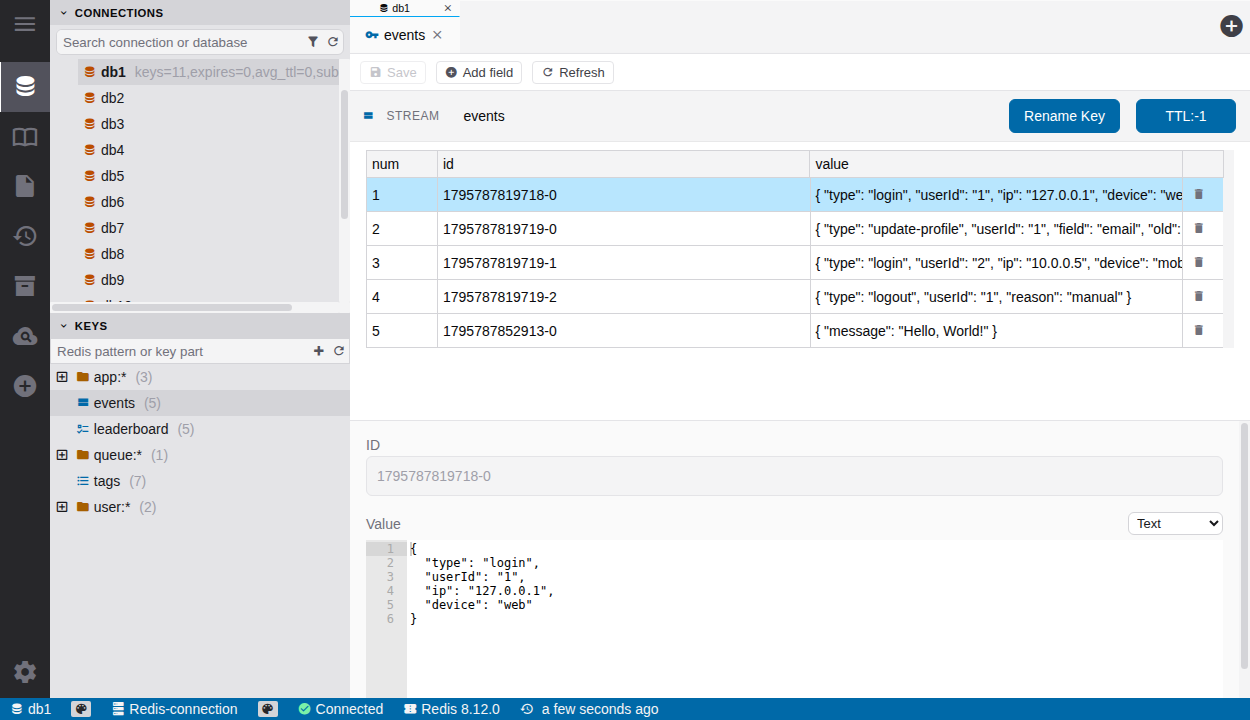 CONNECTIONS
Search connection or database
db1 keys=11,expires=0,avg_ttl=0,sub
db2
db3
db4
db5
db6
db7
db8
db9
KEYS
Redis pattern or key part
app:* (3)
events (5)
leaderboard (5)
queue:* (1)
tags (7)
user:* (2)
db1
events
Save Add field Refresh
STREAM events Rename Key TTL:-1
num id value
1 1795787819718-0 { "type": "login", "userId": "1", "ip": "127.0.0.1", "device": "we
2 1795787819719-0 { "type": "update-profile", "userId": "1", "field": "email", "old":
3 1795787819719-1 { "type": "login", "userId": "2", "ip": "10.0.0.5", "device": "mob
4 1795787819719-2 { "type": "logout", "userId": "1", "reason": "manual" }
5 1795787852913-0 { "message": "Hello, World!" }
ID
1795787819718-0
Value Text
1 {
2 "type": "login",
3 "userId": "1",
4 "ip": "127.0.0.1",
5 "device": "web"
6 }
db1 Redis-connection Connected Redis 8.12.0 a few seconds ago